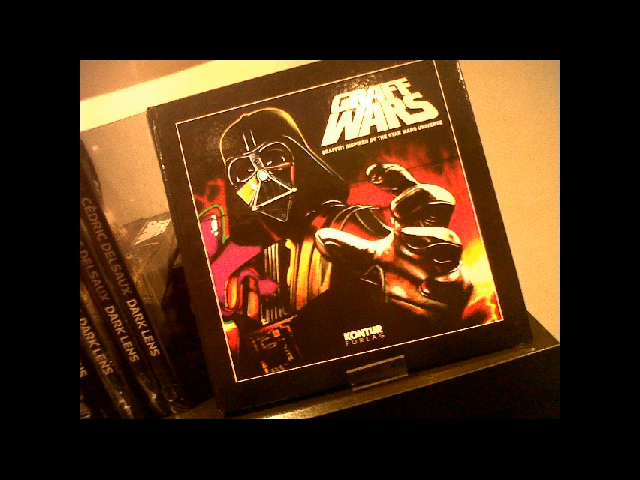 GRAFF
WARS
GRAFFITI INSPIRED BY THE STAR WARS UNIVERSE
KONTUR
FORLAG
CÉDRIC DELSAUX DARK LENS
DELSAUX DARK LENS
DARK LENS